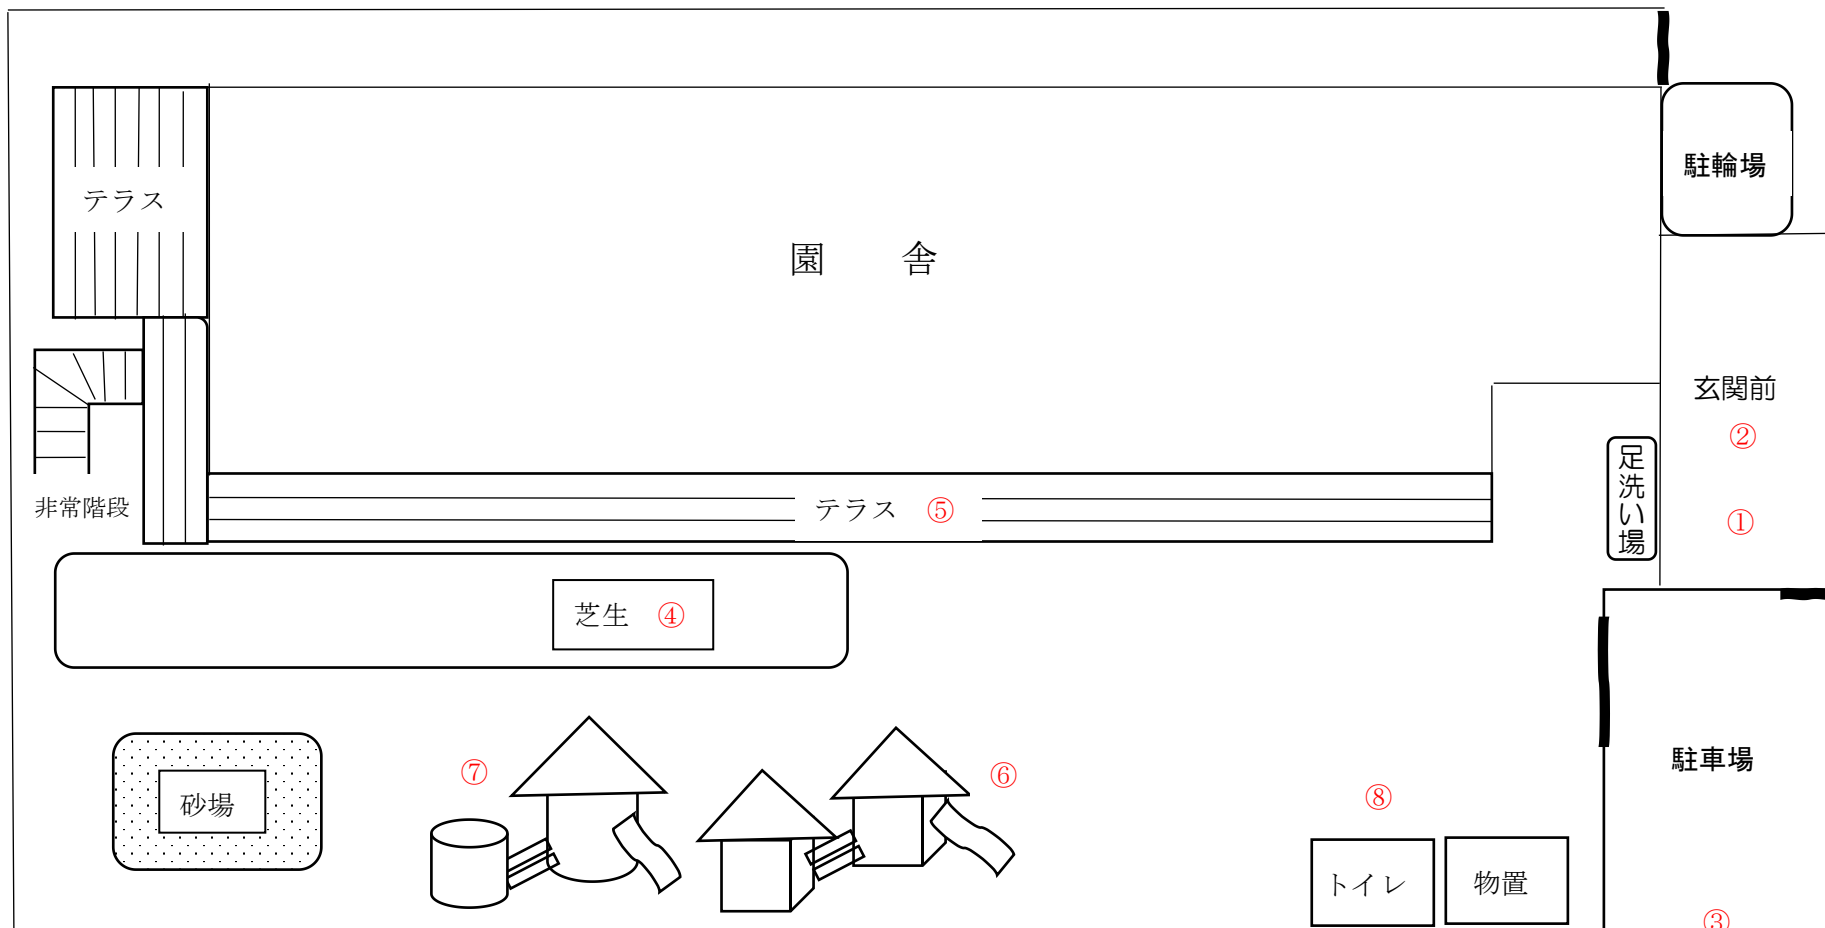 駐輪場
テラス
園　舎
玄関前
②
足洗い場
①
非常階段
テラス ⑤
芝生 ④
駐車場
⑦
⑥
⑧
砂場
トイレ
物置
③